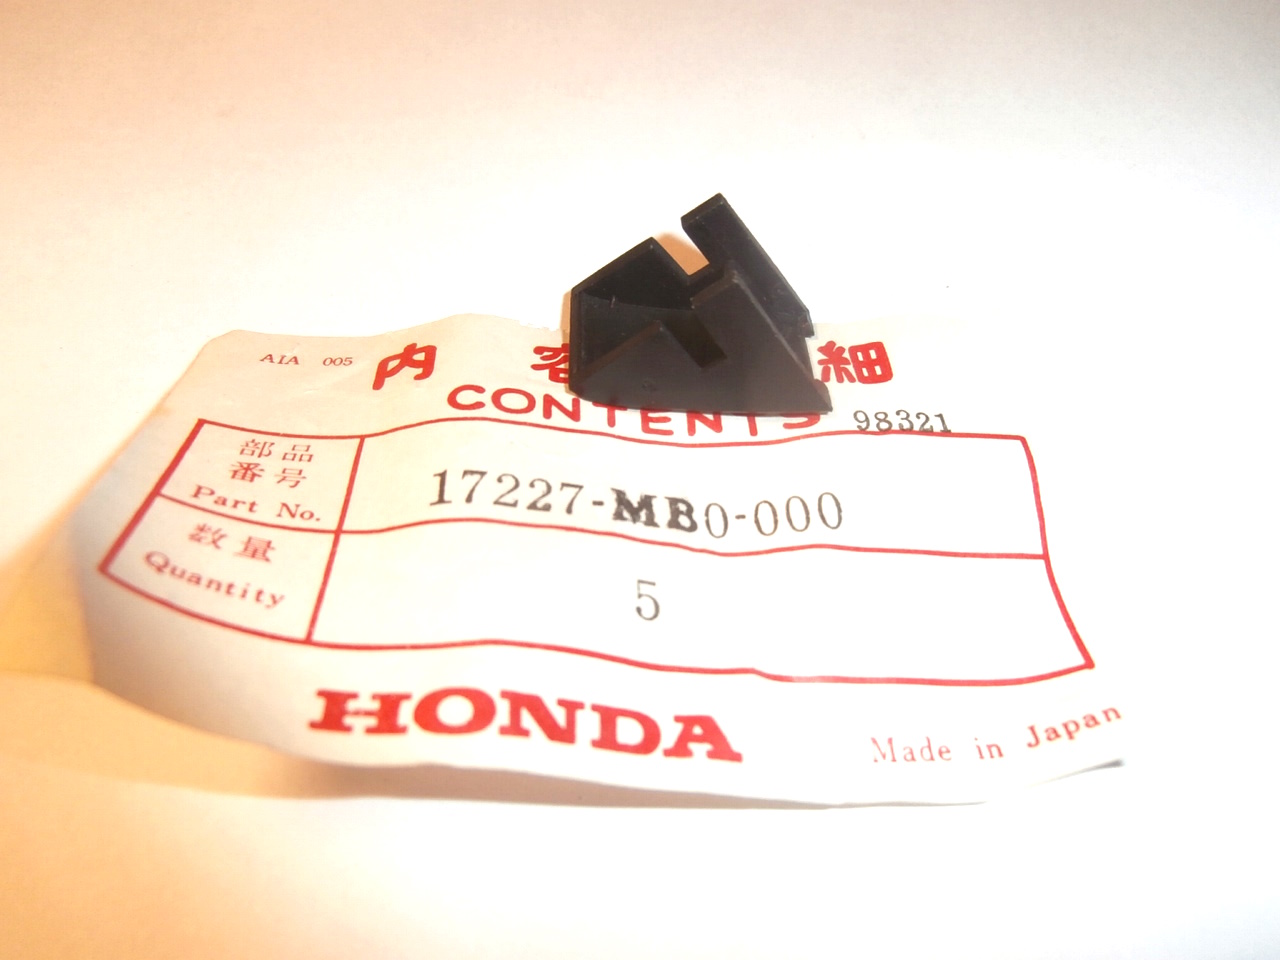 AIA 005
内容 細
CONTENTS
98321
部品
番号
Part No.
17227-MB0-000
数量
Quantity
5
HONDA
Made in Japan